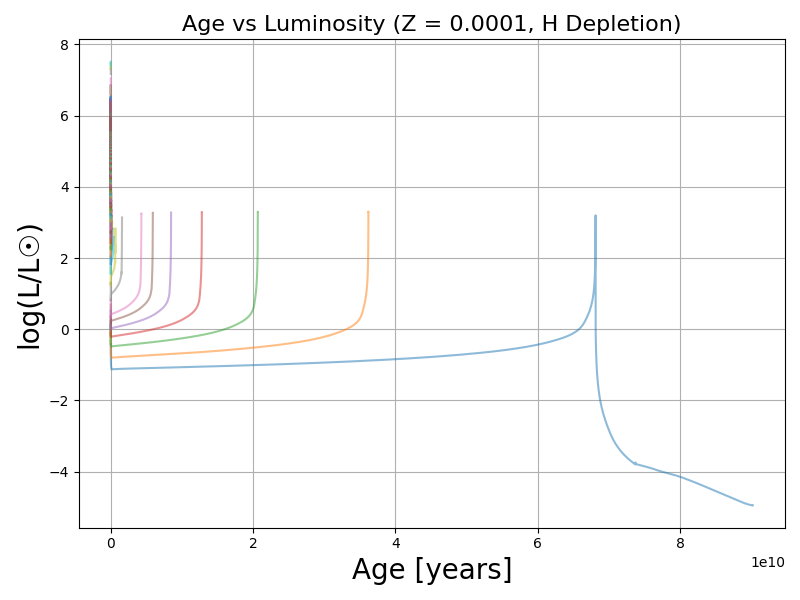 Age vs Luminosity (Z = 0.0001, H Depletion)
8
6
4
2
0
−2
−4
log(L/L☉)
0 2 4 6 8
1e10
Age [years]